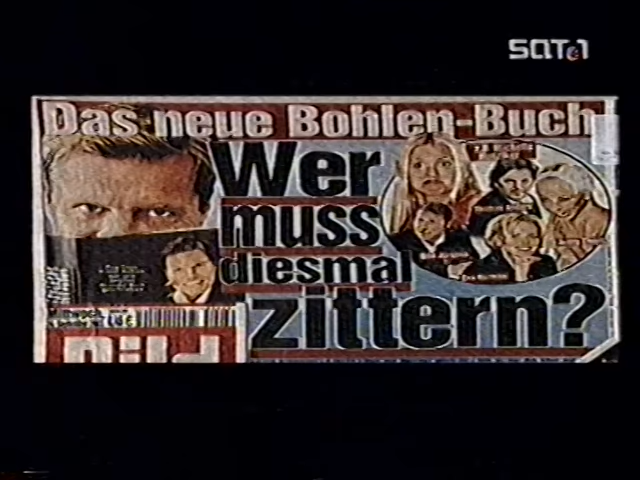 SAT.1
Das neue Bohlen-Buch
Wer
muss
diesmal
zittern?
Bild